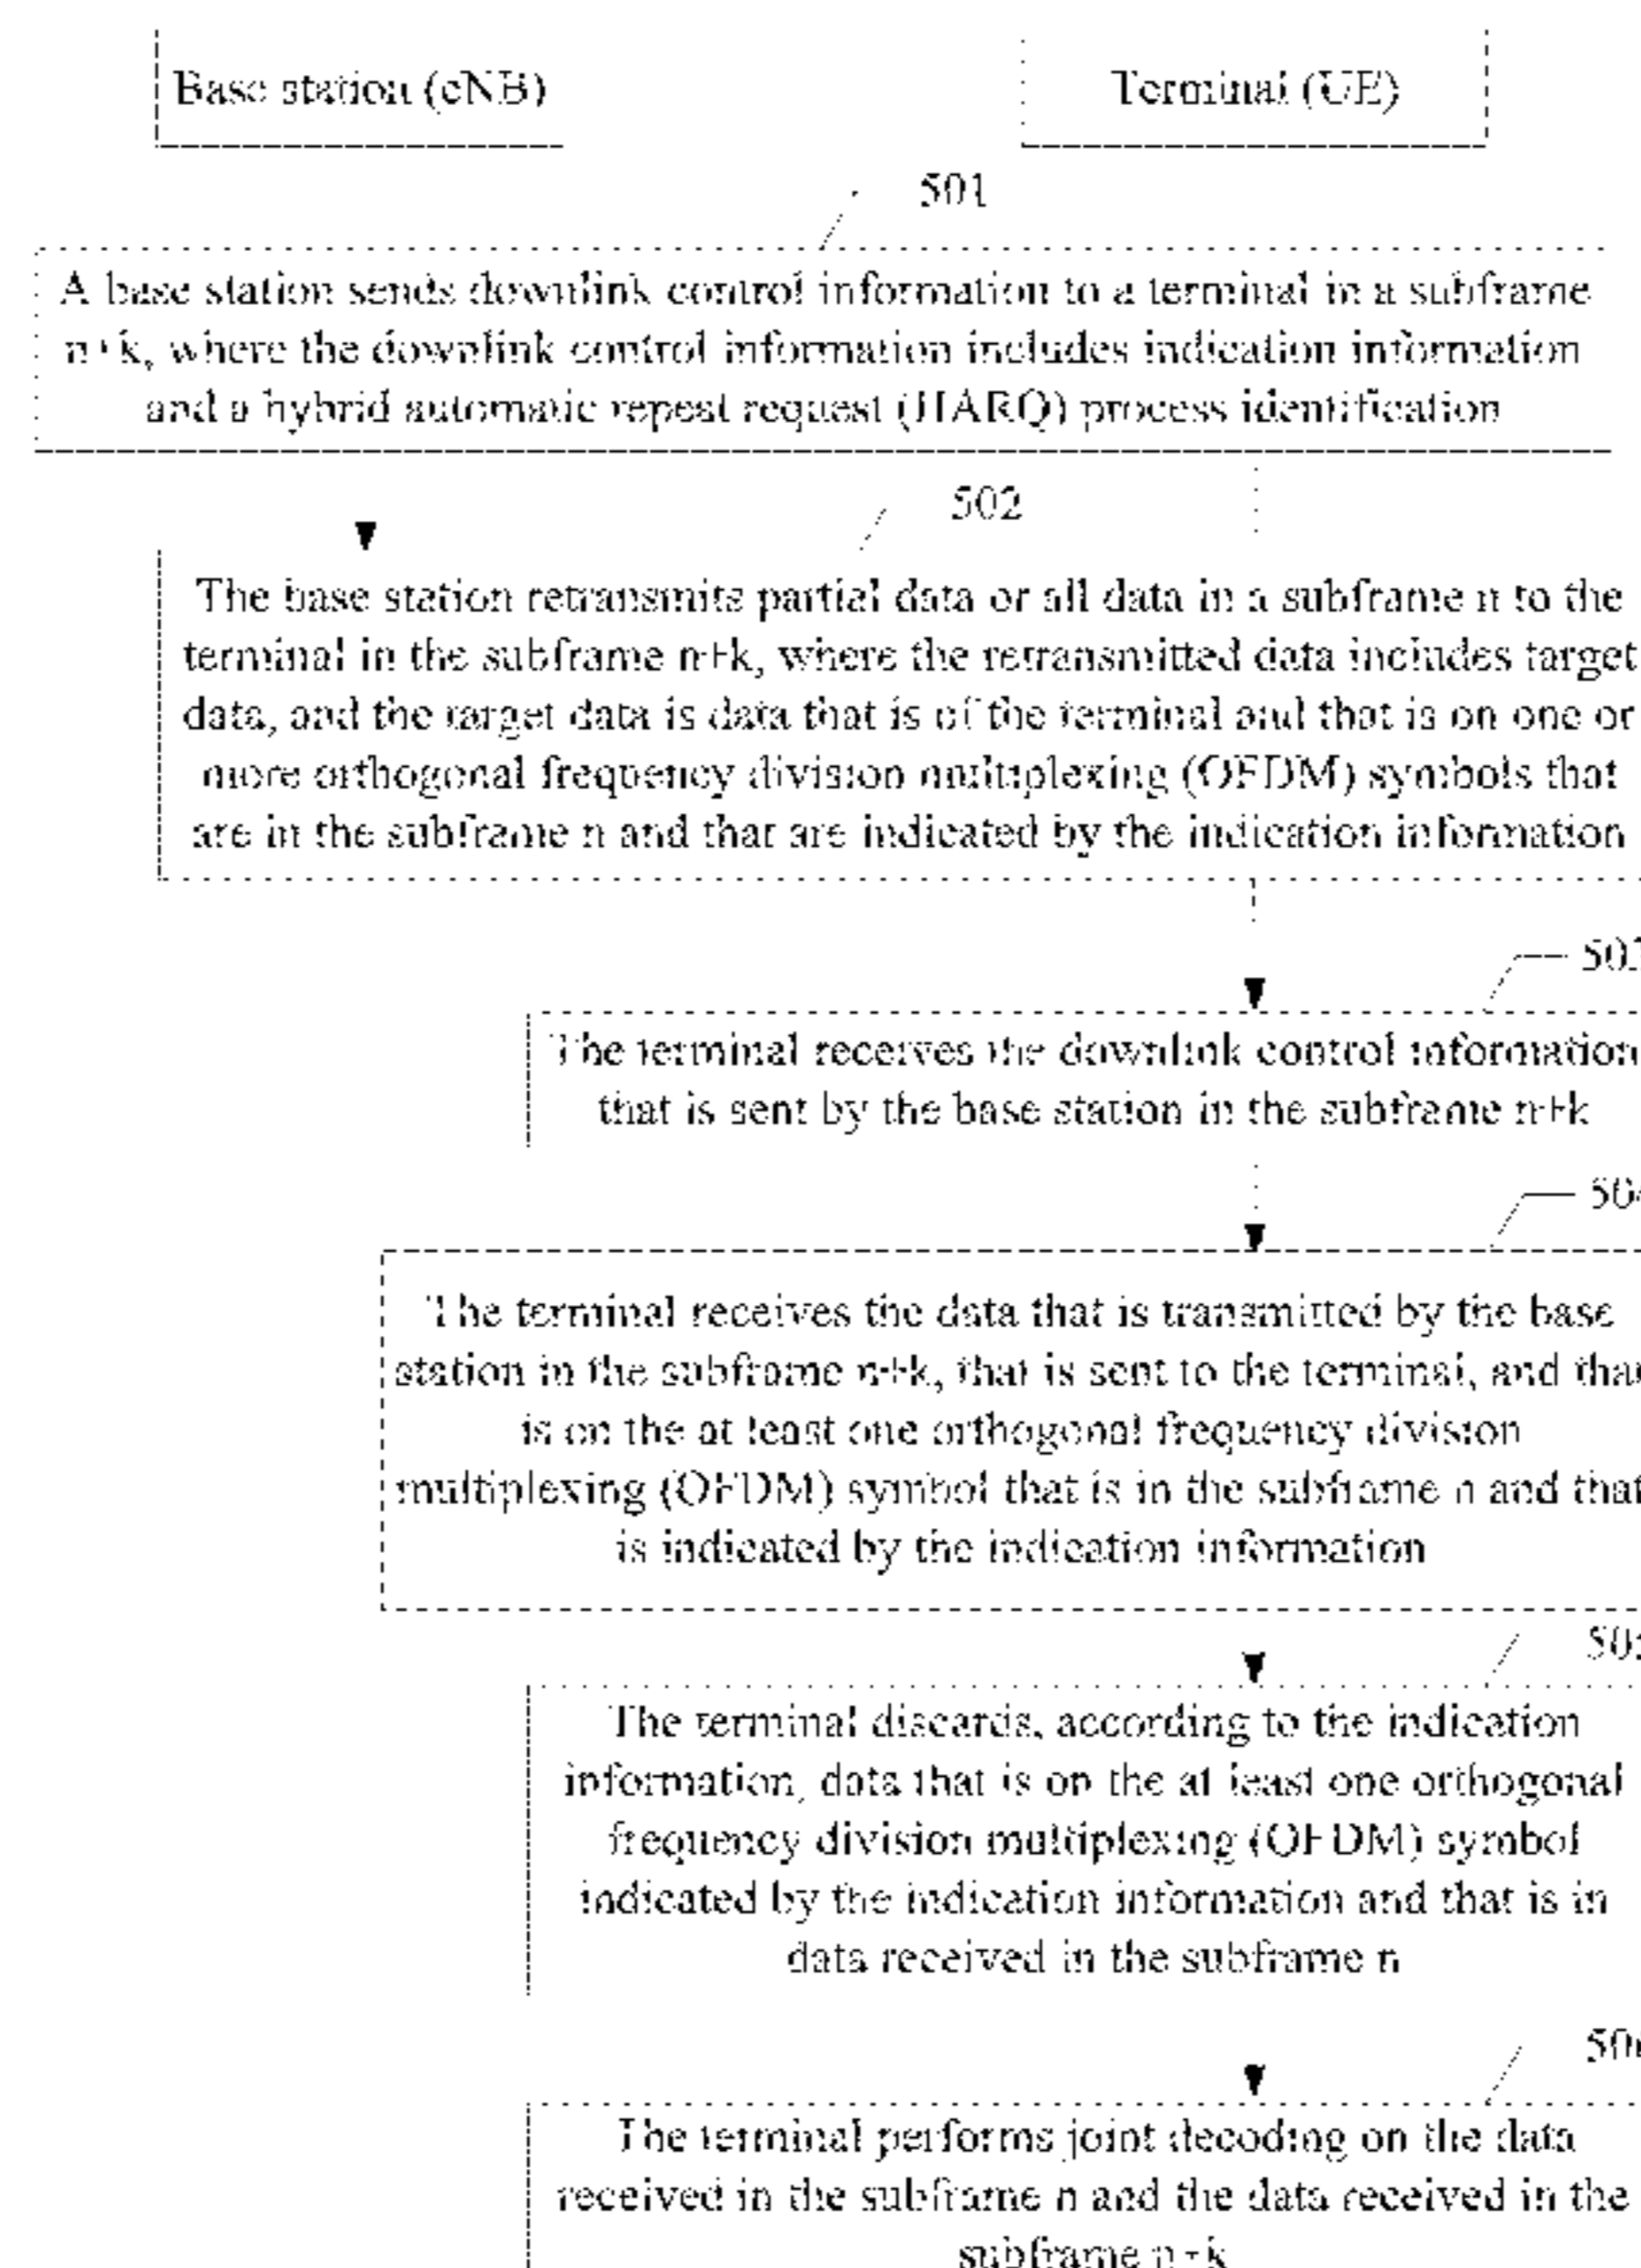 Base station (eNB)
Terminal (UE)
501
A base station sends downlink control information to a terminal in a subframe
n+k, where the downlink control information includes indication information
and a hybrid automatic repeat request (HARQ) process identification
502
The base station retransmits partial data or all data in a subframe n to the
terminal in the subframe n+k, where the retransmitted data includes target
data, and the target data is data that is of the terminal and that is on one or
more orthogonal frequency division multiplexing (OFDM) symbols that
are in the subframe n and that are indicated by the indication information
503
The terminal receives the downlink control information
that is sent by the base station in the subframe n+k
504
The terminal receives the data that is transmitted by the base
station in the subframe n+k, that is sent to the terminal, and that
is on the at least one orthogonal frequency division
multiplexing (OFDM) symbol that is in the subframe n and that
is indicated by the indication information
505
The terminal discards, according to the indication
information, data that is on the at least one orthogonal
frequency division multiplexing (OFDM) symbol
indicated by the indication information and that is in
data received in the subframe n
506
The terminal performs joint decoding on the data
received in the subframe n and the data received in the
subframe n+k